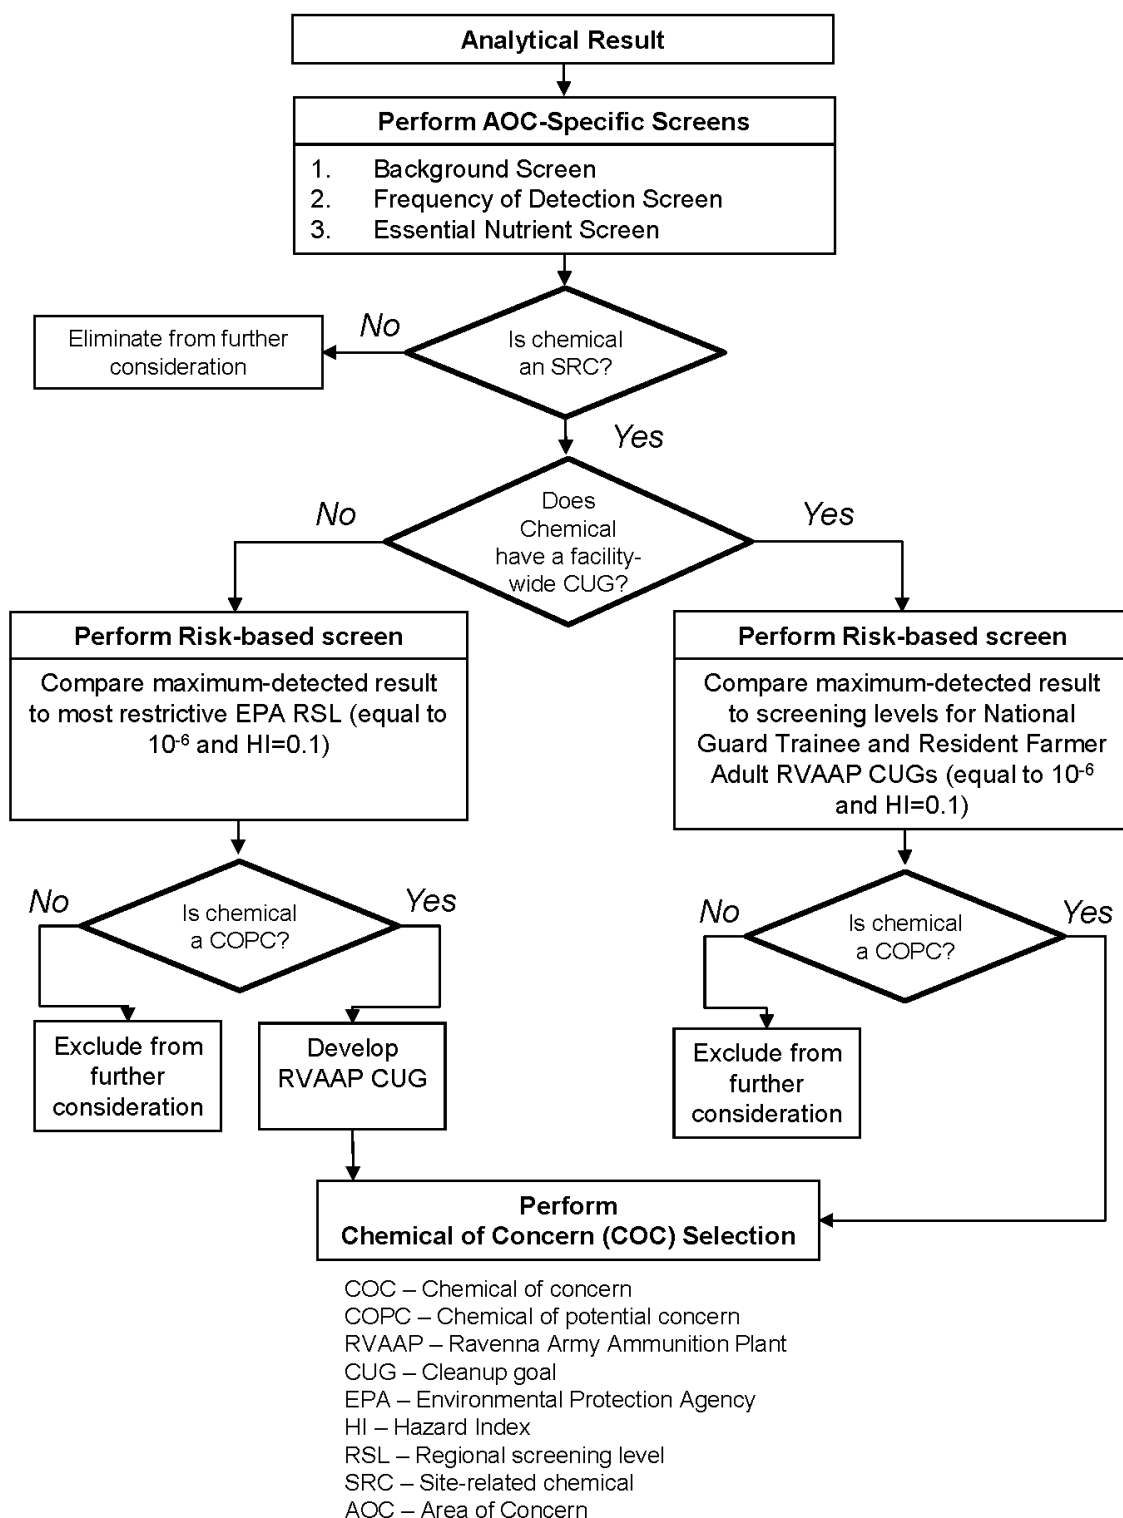 Analytical Result
Perform AOC-Specific Screens
1. Background Screen
2. Frequency of Detection Screen
3. Essential Nutrient Screen
Is chemical
an SRC?
No
Eliminate from further
consideration
Yes
Does
Chemical
have a facility-
wide CUG?
No
Yes
Perform Risk-based screen
Compare maximum-detected result
to most restrictive EPA RSL (equal to
10⁻⁶ and HI=0.1)
Perform Risk-based screen
Compare maximum-detected result
to screening levels for National
Guard Trainee and Resident Farmer
Adult RVAAP CUGs (equal to 10⁻⁶
and HI=0.1)
No
Is chemical
a COPC?
Yes
Exclude from
further
consideration
Develop
RVAAP CUG
No
Is chemical
a COPC?
Yes
Exclude from
further
consideration
Perform
Chemical of Concern (COC) Selection
COC – Chemical of concern
COPC – Chemical of potential concern
RVAAP – Ravenna Army Ammunition Plant
CUG – Cleanup goal
EPA – Environmental Protection Agency
HI – Hazard Index
RSL – Regional screening level
SRC – Site-related chemical
AOC – Area of Concern